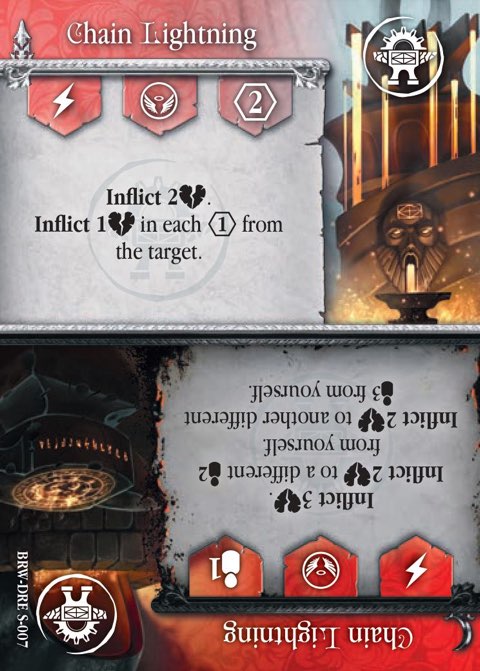 Chain Lightning
2
Inflict 2.
Inflict 1 in each 1 from
the target.
Chain Lightning
1
Inflict 3.
Inflict 2 to a different 2
from yourself.
Inflict 2 to another different
3 from yourself.
BRW-DRE S-007